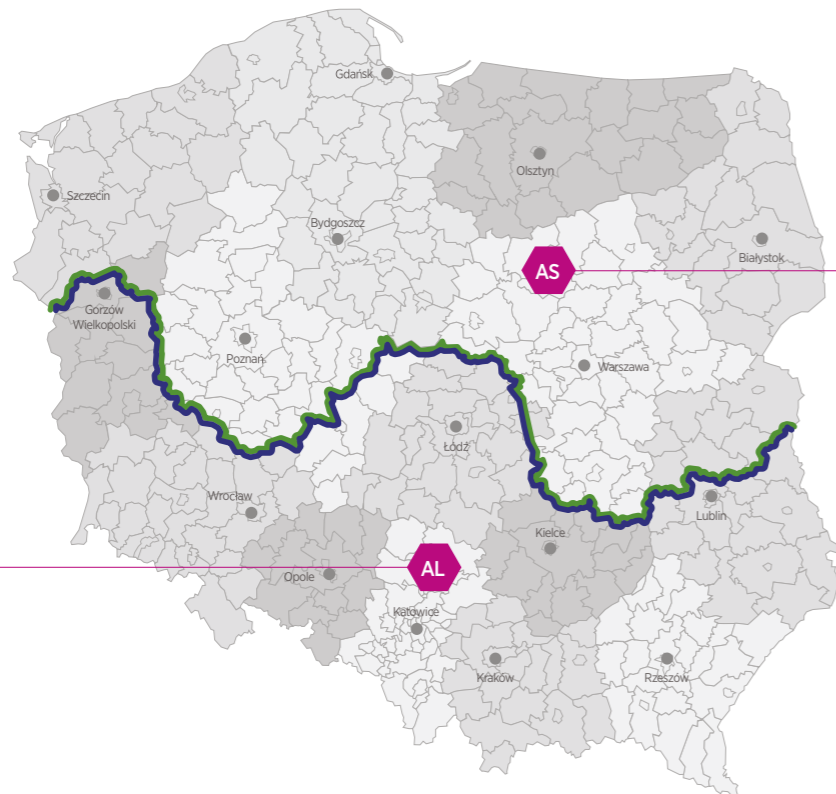 Gdańsk
Olsztyn
Szczecin
Bydgoszcz
Białystok
AS
Gorzów
Wielkopolski
Poznań
Warszawa
Łódź
Wrocław
Lublin
Kielce
AL
Opole
Katowice
Kraków
Rzeszów